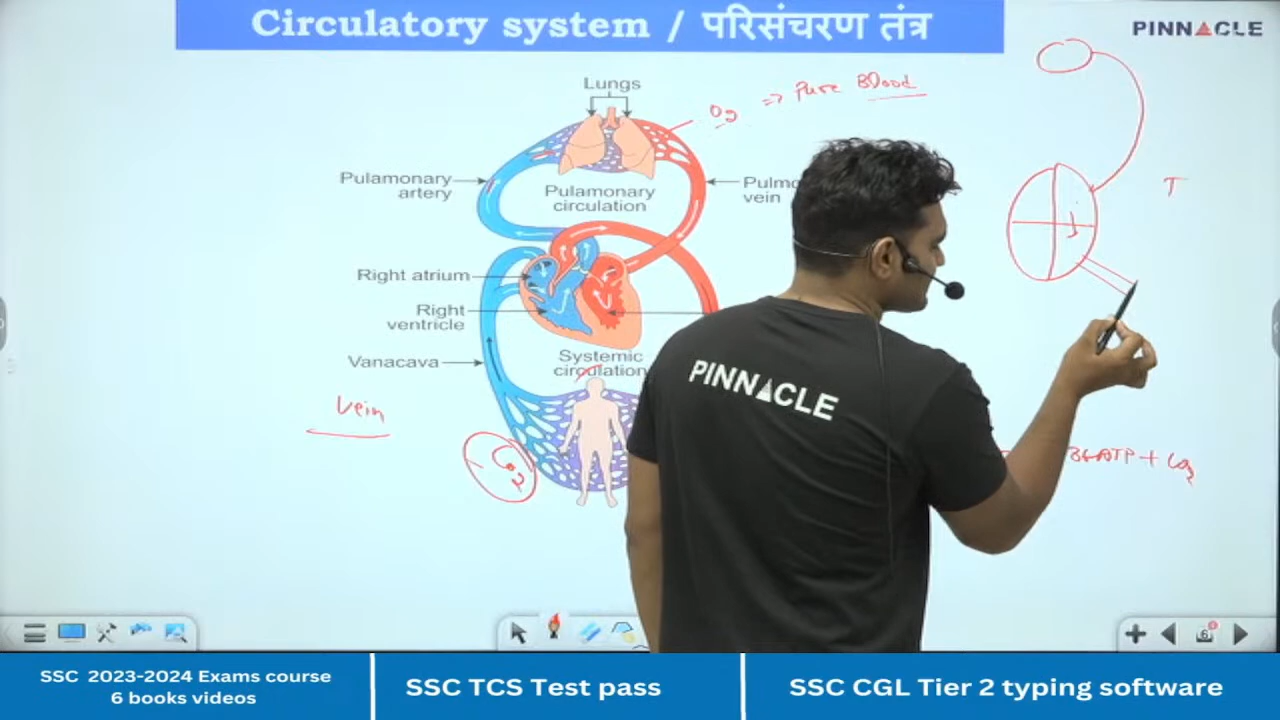 Circulatory system / परिसंचरण तंत्र
PINNACLE
Lungs
O2 => Pure Blood
Pulamonary
artery
Pulamonary
circulation
vein
T
Right atrium
Right
ventricle
Vanacava
Systemic
circulation
Vein
CO2
ATP + CO2
PINNACLE
SSC 2023-2024 Exams course
6 books videos
SSC TCS Test pass
SSC CGL Tier 2 typing software